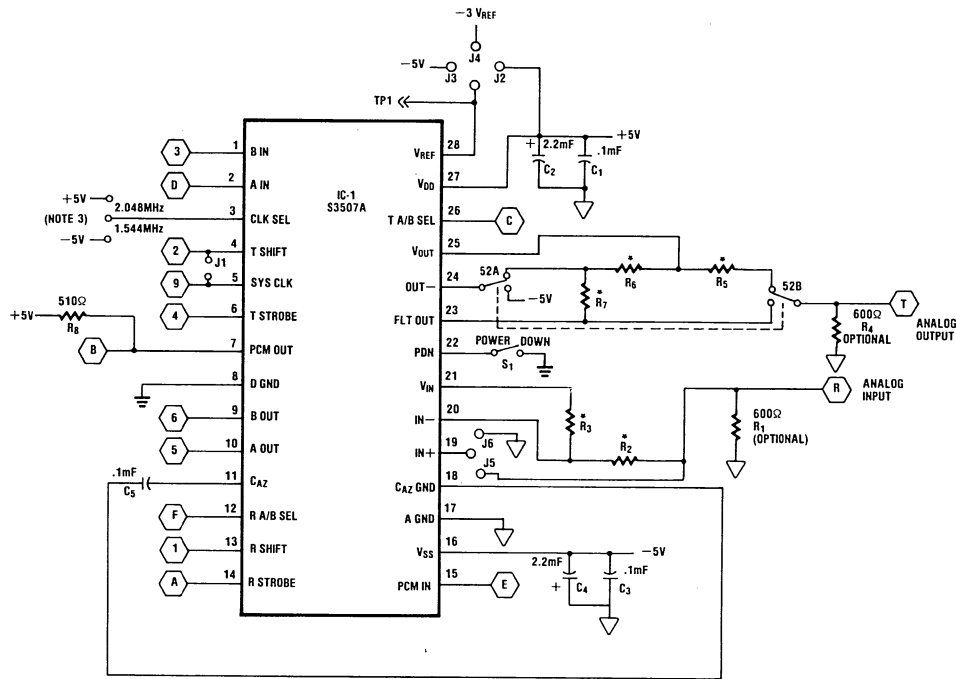 −3 VREF
J4
−5V
J3
J2
TP1
+5V
+ 2.2mF
C2
.1mF
C1
IC-1
S3507A
3
1
B IN
D
2
A IN
+5V
2.048MHz
(NOTE 3)
3
CLK SEL
−5V
1.544MHz
2
4
T SHIFT
J1
9
5
SYS CLK
4
6
T STROBE
510Ω
+5V
R8
B
7
PCM OUT
8
D GND
6
9
B OUT
5
10
A OUT
.1mF
C5
11
CAZ
F
12
R A/B SEL
1
13
R SHIFT
A
14
R STROBE
VREF
28
VDD
27
T A/B SEL
26
C
VOUT
25
OUT−
24
52A
−5V
*
R7
*
R6
*
R5
52B
FLT OUT
23
T
ANALOG
OUTPUT
600Ω
R4
OPTIONAL
PDN
22
POWER DOWN
S1
VIN
21
*
R3
IN−
20
*
R2
R
ANALOG
INPUT
600Ω
R1
(OPTIONAL)
IN+
19
J6
J5
CAZ GND
18
A GND
17
VSS
16
−5V
2.2mF
+ C4
.1mF
C3
PCM IN
15
E